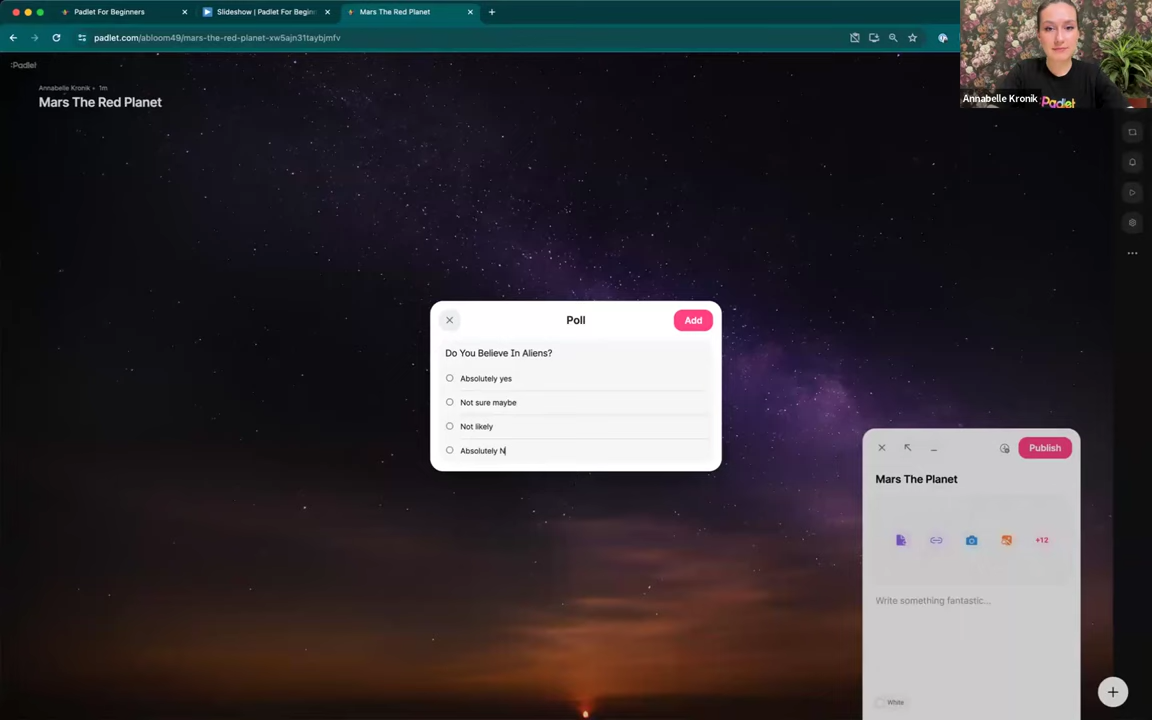 Padlet For Beginners
Slideshow | Padlet For Begin
Mars The Red Planet
padlet.com/abloom49/mars-the-red-planet-xw5ajn31taybjmfv
:Padlet
Annabelle Kronik • 1m
Mars The Red Planet
Annabelle Kronik
Padlet
Poll
Add
Do You Believe In Aliens?
Absolutely yes
Not sure maybe
Not likely
Absolutely N
Publish
Mars The Planet
+12
Write something fantastic...
White